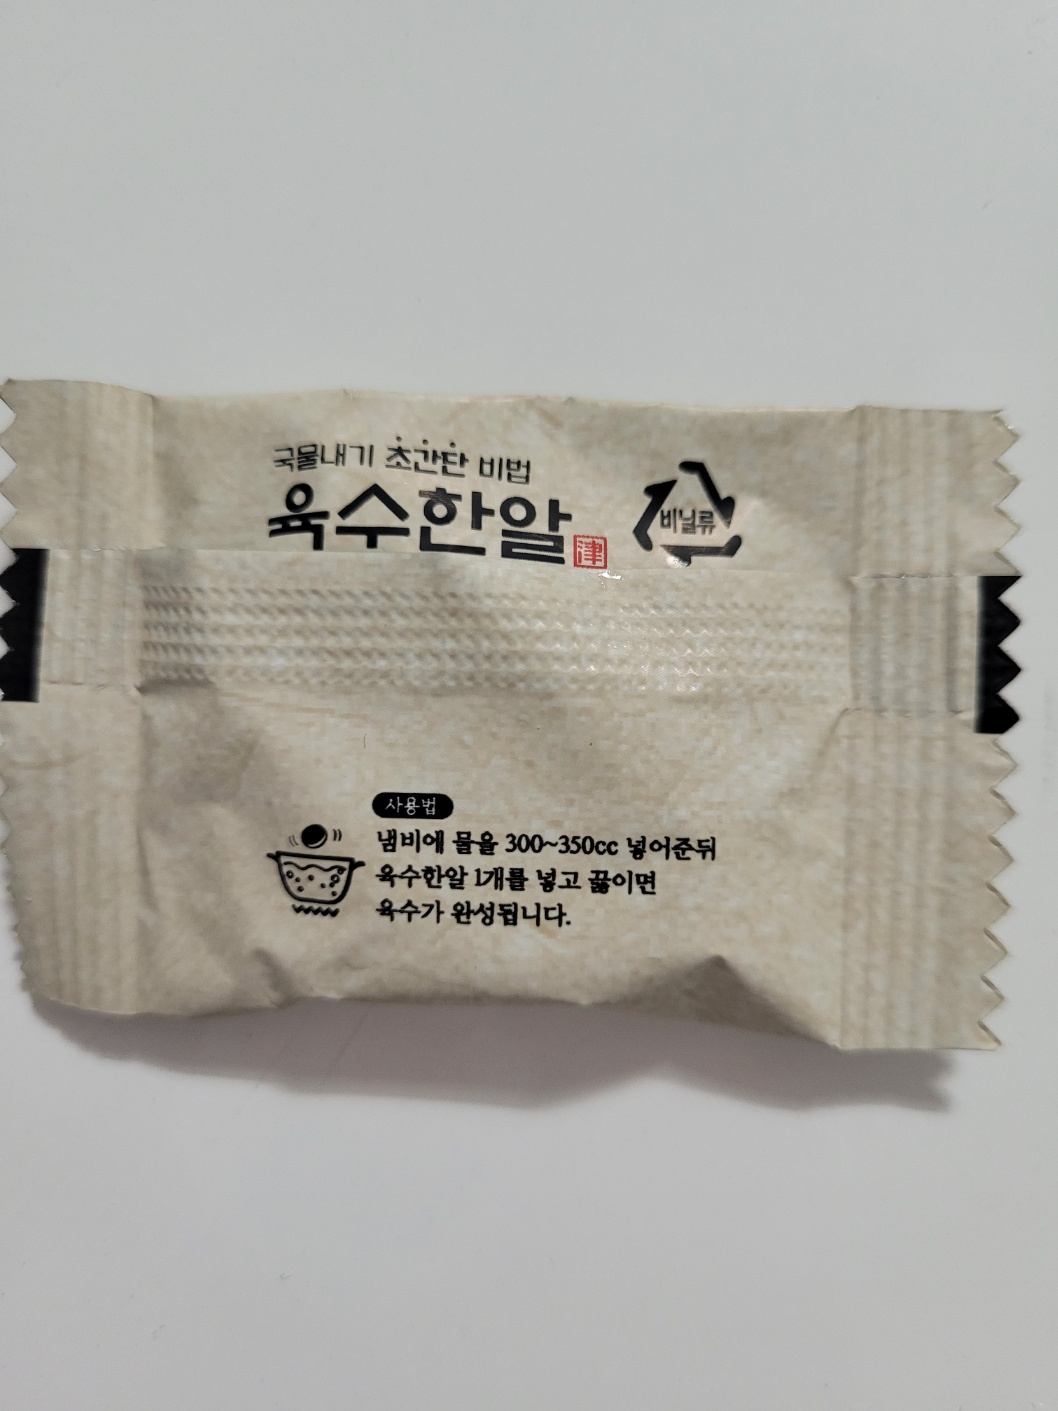 국물내기 초간단 비법
육수한알
津
비닐류
사용법
냄비에 물을 300~350cc 넣어준뒤
육수한알 1개를 넣고 끓이면
육수가 완성됩니다.